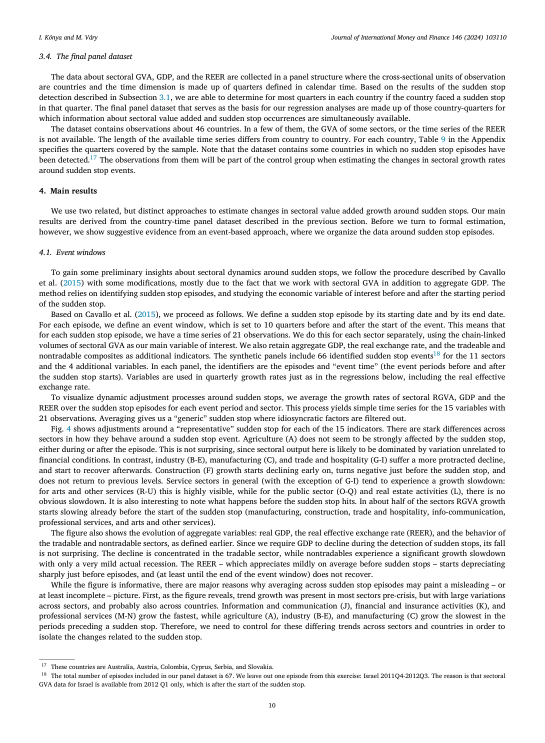 I. Kónya and M. Váry
Journal of International Money and Finance 146 (2024) 103110
3.4. The final panel dataset
The data about sectoral GVA, GDP, and the REER are collected in a panel structure where the cross-sectional units of observation
are countries and the time dimension is made up of quarters defined in calendar time. Based on the results of the sudden stop
detection described in Subsection 3.1, we are able to determine for most quarters in each country if the country faced a sudden stop
in that quarter. The final panel dataset that serves as the basis for our regression analyses are made up of those country-quarters for
which information about sectoral value added and sudden stop occurrences are simultaneously available.
The dataset contains observations about 46 countries. In a few of them, the GVA of some sectors, or the time series of the REER
is not available. The length of the available time series differs from country to country. For each country, Table 9 in the Appendix
specifies the quarters covered by the sample. Note that the dataset contains some countries in which no sudden stop episodes have
been detected.17 The observations from them will be part of the control group when estimating the changes in sectoral growth rates
around sudden stop events.
4. Main results
We use two related, but distinct approaches to estimate changes in sectoral value added growth around sudden stops. Our main
results are derived from the country-time panel dataset described in the previous section. Before we turn to formal estimation,
however, we show suggestive evidence from an event-based approach, where we organize the data around sudden stop episodes.
4.1. Event windows
To gain some preliminary insights about sectoral dynamics around sudden stops, we follow the procedure described by Cavallo
et al. (2015) with some modifications, mostly due to the fact that we work with sectoral GVA in addition to aggregate GDP. The
method relies on identifying sudden stop episodes, and studying the economic variable of interest before and after the starting period
of the sudden stop.
Based on Cavallo et al. (2015), we proceed as follows. We define a sudden stop episode by its starting date and by its end date.
For each episode, we define an event window, which is set to 10 quarters before and after the start of the event. This means that
for each sudden stop episode, we have a time series of 21 observations. We do this for each sector separately, using the chain-linked
volumes of sectoral GVA as our main variable of interest. We also retain aggregate GDP, the real exchange rate, and the tradeable and
nontradable composites as additional indicators. The synthetic panels include 66 identified sudden stop events18 for the 11 sectors
and the 4 additional variables. In each panel, the identifiers are the episodes and “event time” (the event periods before and after
the sudden stop starts). Variables are used in quarterly growth rates just as in the regressions below, including the real effective
exchange rate.
To visualize dynamic adjustment processes around sudden stops, we average the growth rates of sectoral RGVA, GDP and the
REER over the sudden stop episodes for each event period and sector. This process yields simple time series for the 15 variables with
21 observations. Averaging gives us a “generic” sudden stop where idiosyncratic factors are filtered out.
Fig. 4 shows adjustments around a “representative” sudden stop for each of the 15 indicators. There are stark differences across
sectors in how they behave around a sudden stop event. Agriculture (A) does not seem to be strongly affected by the sudden stop,
either during or after the episode. This is not surprising, since sectoral output here is likely to be dominated by variation unrelated to
financial conditions. In contrast, industry (B-E), manufacturing (C), and trade and hospitality (G-I) suffer a more protracted decline,
and start to recover afterwards. Construction (F) growth starts declining early on, turns negative just before the sudden stop, and
does not return to previous levels. Service sectors in general (with the exception of G-I) tend to experience a growth slowdown:
for arts and other services (R-U) this is highly visible, while for the public sector (O-Q) and real estate activities (L), there is
no obvious slowdown. It is also interesting to note what happens before the sudden stop hits. In about half of the sectors RGVA growth
starts slowing already before the start of the sudden stop (manufacturing, construction, trade and hospitality, info-communication,
professional services, and arts and other services).
The figure also shows the evolution of aggregate variables: real GDP, the real effective exchange rate (REER), and the behavior of
the tradable and nontradable sectors, as defined earlier. Since we require GDP to decline during the detection of sudden stops, its fall
is not surprising. The decline is concentrated in the tradable sector, while nontradables experience a significant growth slowdown
with only a very mild actual recession. The REER – which appreciates mildly on average before sudden stops – starts depreciating
sharply just before episodes, and (at least until the end of the event window) does not recover.
While the figure is informative, there are major reasons why averaging across sudden stop episodes may paint a misleading – or
at least incomplete – picture. First, as the figure reveals, trend growth was present in most sectors pre-crisis, but with large variations
across sectors, and probably also across countries. Information and communication (J), financial and insurance activities (K), and
professional services (M-N) grow the fastest, while agriculture (A), industry (B-E), and manufacturing (C) grow the slowest in the
periods preceding a sudden stop. Therefore, we need to control for these differing trends across sectors and countries in order to
isolate the changes related to the sudden stop.
17 These countries are Australia, Austria, Colombia, Cyprus, Serbia, and Slovakia.
18 The total number of episodes included in our panel dataset is 67. We leave out one episode from this exercise: Israel 2011Q4-2012Q3. The reason is that sectoral
GVA data for Israel is available from 2012 Q1 only, which is after the start of the sudden stop.
10